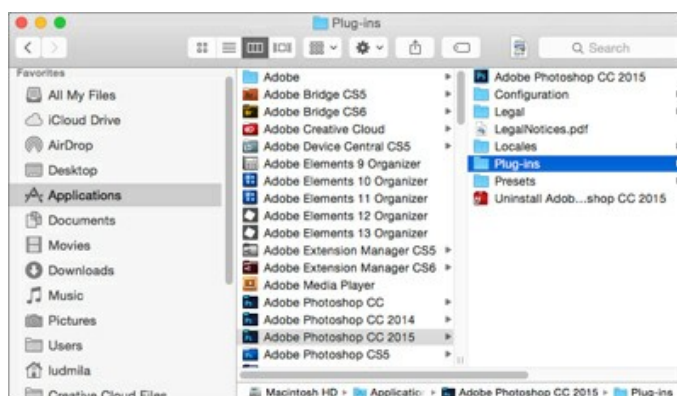 Plug-ins
Search
Favorites
All My Files
iCloud Drive
AirDrop
Desktop
Applications
Documents
Movies
Downloads
Music
Pictures
Users
ludmila
Creative Cloud Files
Adobe
Adobe Bridge CS5
Adobe Bridge CS6
Adobe Creative Cloud
Adobe Device Central CS5
Adobe Elements 9 Organizer
Adobe Elements 10 Organizer
Adobe Elements 11 Organizer
Adobe Elements 12 Organizer
Adobe Elements 13 Organizer
Adobe Extension Manager CS5
Adobe Extension Manager CS6
Adobe Media Player
Adobe Photoshop CC
Adobe Photoshop CC 2014
Adobe Photoshop CC 2015
Adobe Photoshop CS5
Adobe Photoshop CC 2015
Configuration
Legal
LegalNotices.pdf
Locales
Plug-ins
Presets
Uninstall Adob...shop CC 2015
Macintosh HD ▸ Applicatio ▸ Adobe Photoshop CC 2015 ▸ Plug-ins